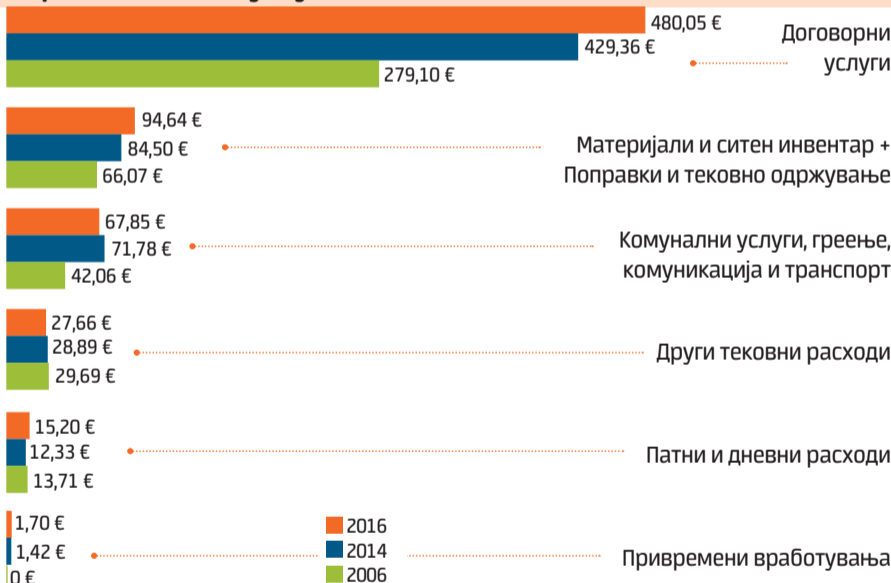 480,05 €
429,36 €
279,10 €
Договорни
услуги
94,64 €
84,50 €
66,07 €
Материјали и ситен инвентар +
Поправки и тековно одржување
67,85 €
71,78 €
42,06 €
Комунални услуги, греење,
комуникација и транспорт
27,66 €
28,89 €
29,69 €
Други тековни расходи
15,20 €
12,33 €
13,71 €
Патни и дневни расходи
1,70 €
1,42 €
0 €
Привремени вработувања
2016
2014
2006